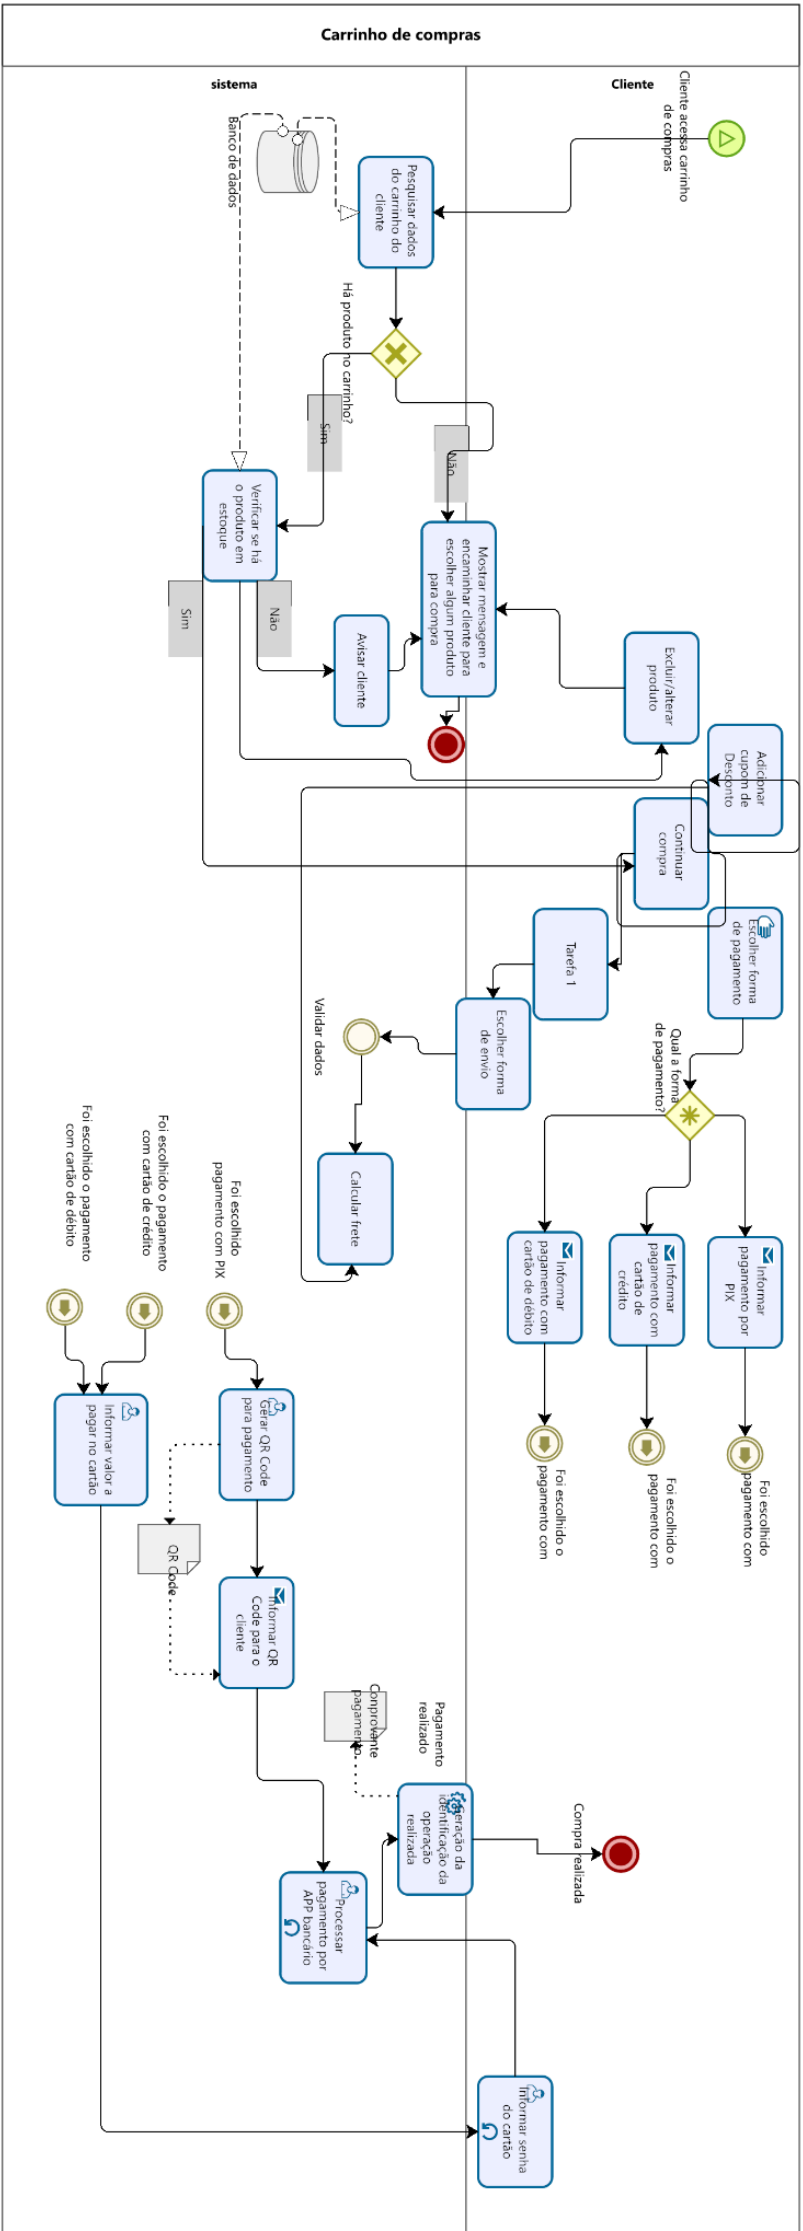 Carrinho de compras
sistema
Cliente
Cliente acessa carrinho
de compras
Banco de dados
Pesquisar dados
do carrinho do
cliente
Há produto no carrinho?
Sim
Não
Verificar se há
o produto em
estoque
Mostrar mensagem e
encaminhar cliente para
escolher algum produto
para compra
Sim
Não
Avisar cliente
Excluir/alterar
produto
Adicionar
cupom de
Desconto
Continuar
compra
Escolher forma
de pagamento
Tarefa 1
Escolher forma
de envio
Validar dados
Qual a forma
de pagamento?
Calcular frete
Foi escolhido o pagamento
com cartão de débito
Foi escolhido o pagamento
com cartão de crédito
Foi escolhido
pagamento com PIX
Informar
pagamento com
cartão de débito
Informar
pagamento com
cartão de
crédito
Informar
pagamento por
PIX
Informar valor a
pagar no cartão
Gerar QR Code
para pagamento
Foi escolhido o
pagamento com
Foi escolhido o
pagamento com
Foi escolhido
pagamento com
QR Code
Informar QR
Code para o
cliente
Conprovante
pagamento
Pagamento
realizado
Geração da
identificação da
operação
realizada
Compra realizada
Processar
pagamento por
APP bancário
Informar senha
do cartão